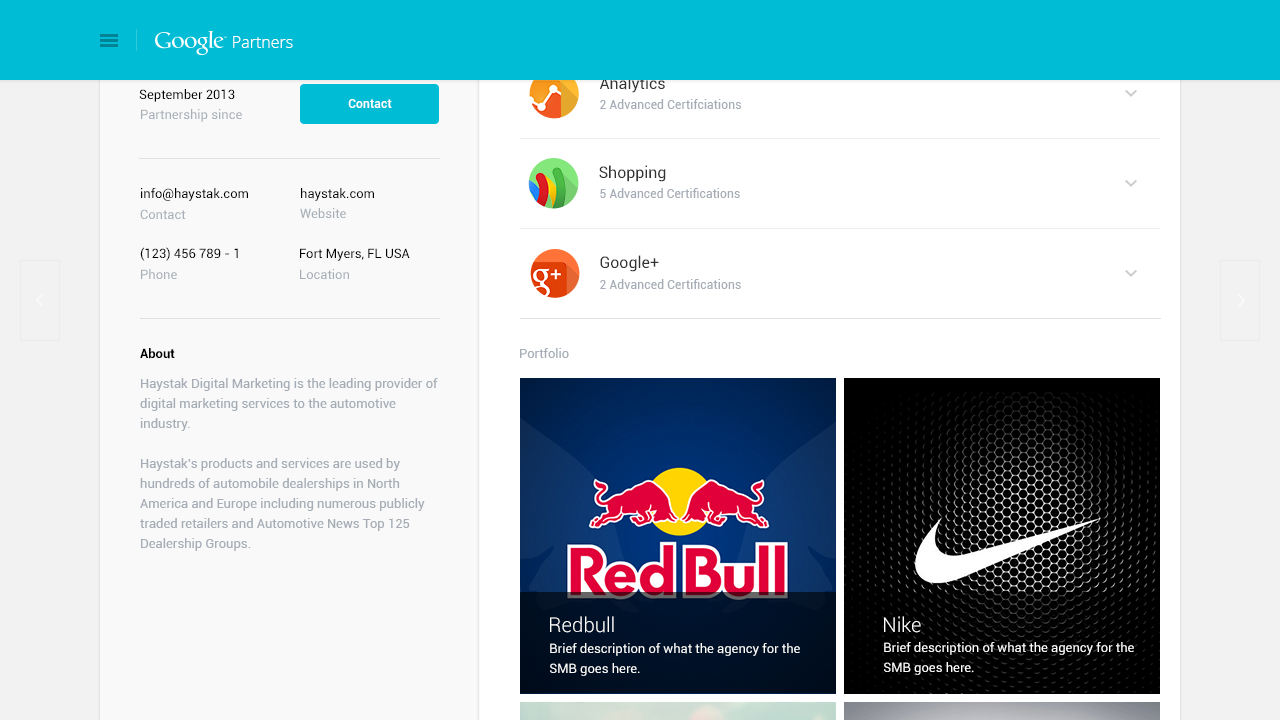 Google Partners
September 2013
Partnership since
Contact
info@haystak.com
Contact
haystak.com
Website
(123) 456 789 - 1
Phone
Fort Myers, FL USA
Location
About
Haystak Digital Marketing is the leading provider of
digital marketing services to the automotive
industry.
Haystak's products and services are used by
hundreds of automobile dealerships in North
America and Europe including numerous publicly
traded retailers and Automotive News Top 125
Dealership Groups.
Analytics
2 Advanced Certifciations
Shopping
5 Advanced Certifications
g+
Google+
2 Advanced Certifications
Portfolio
Red Bull
Redbull
Brief description of what the agency for the
SMB goes here.
Nike
Brief description of what the agency for the
SMB goes here.